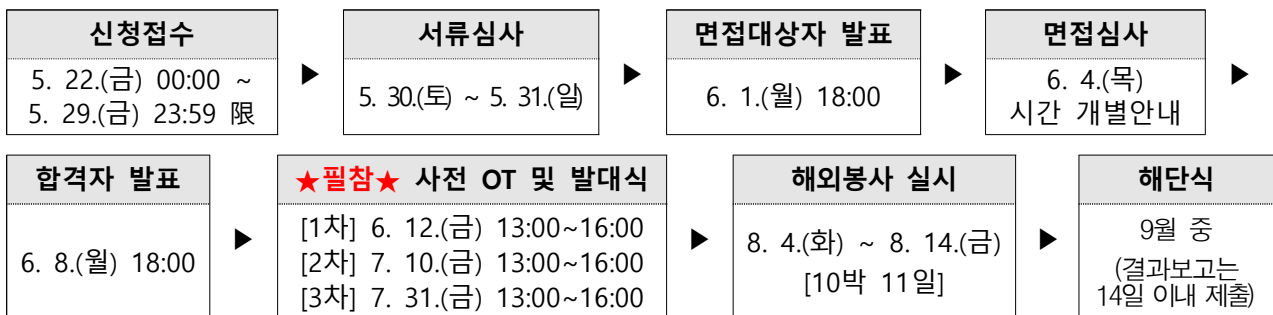 신청접수
5. 22.(금) 00:00 ~
5. 29.(금) 23:59 限
▶
서류심사
5. 30.(토) ~ 5. 31.(일)
▶
면접대상자 발표
6. 1.(월) 18:00
▶
면접심사
6. 4.(목)
시간 개별안내
▶
합격자 발표
6. 8.(월) 18:00
▶
★필참★ 사전 OT 및 발대식
[1차] 6. 12.(금) 13:00~16:00
[2차] 7. 10.(금) 13:00~16:00
[3차] 7. 31.(금) 13:00~16:00
▶
해외봉사 실시
8. 4.(화) ~ 8. 14.(금)
[10박 11일]
▶
해단식
9월 중
(결과보고는
14일 이내 제출)